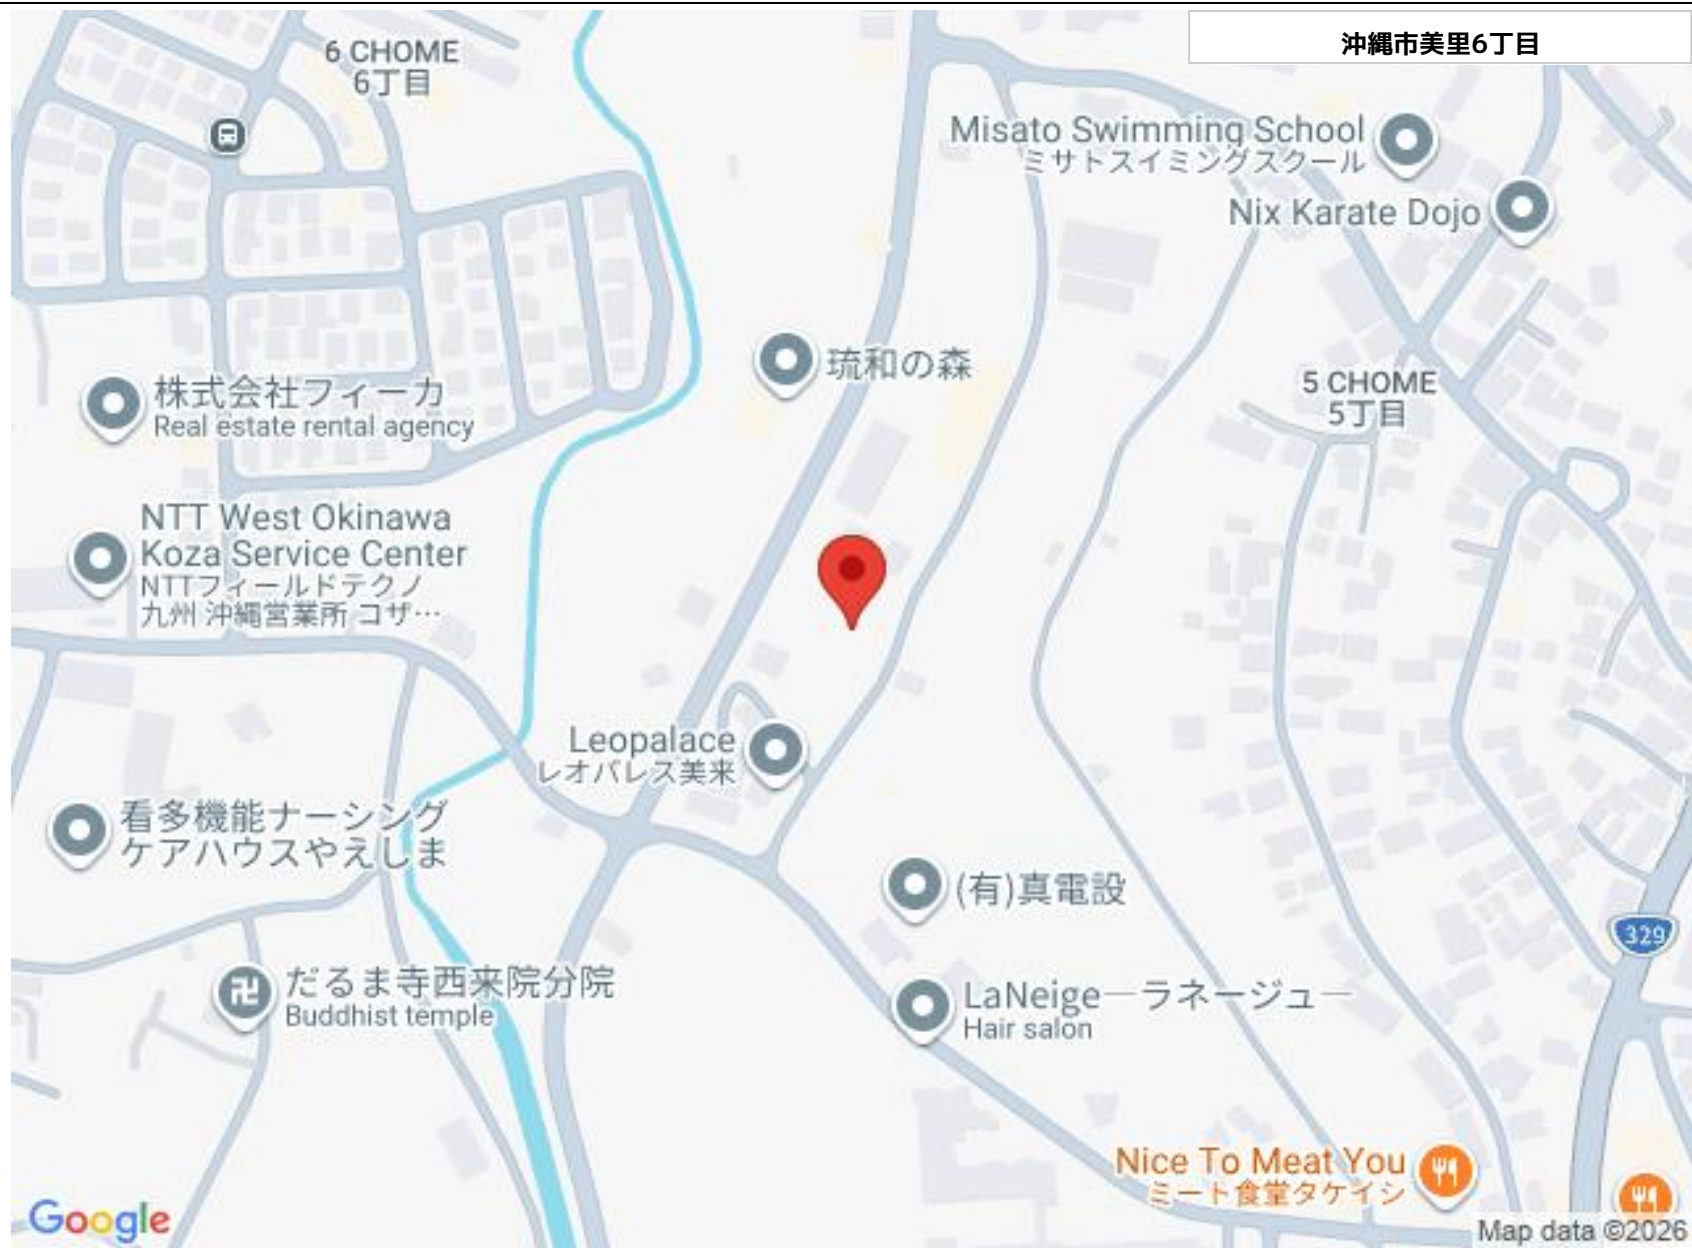 沖縄市美里6丁目
6 CHOME
6丁目
Misato Swimming School
ミサトスイミングスクール
Nix Karate Dojo
琉和の森
株式会社フィーカ
Real estate rental agency
5 CHOME
5丁目
NTT West Okinawa
Koza Service Center
NTTフィールドテクノ
九州 沖縄営業所 コザ…
Leopalace
レオパレス美来
看多機能ナーシング
ケアハウスやえしま
(有)真電設
329
だるま寺西来院分院
Buddhist temple
LaNeige―ラネージュ―
Hair salon
Nice To Meat You
ミート食堂タケイシ
Google
Map data ©2026